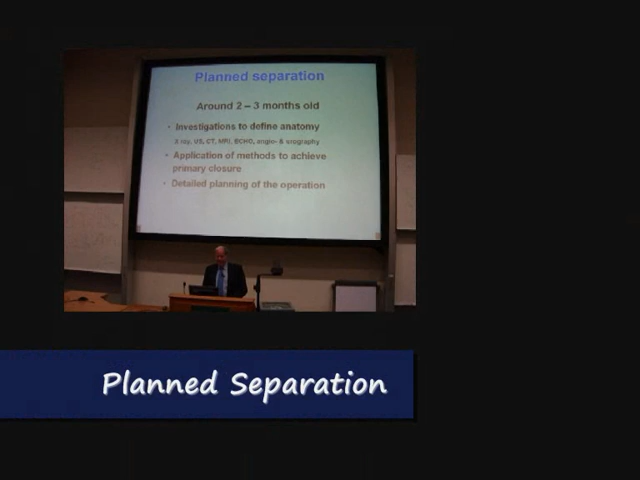 Planned separation
Around 2 – 3 months old
• Investigations to define anatomy
X ray, US, CT, MRI, ECHO, angio- & urography
• Application of methods to achieve
primary closure
• Detailed planning of the operation
Planned Separation